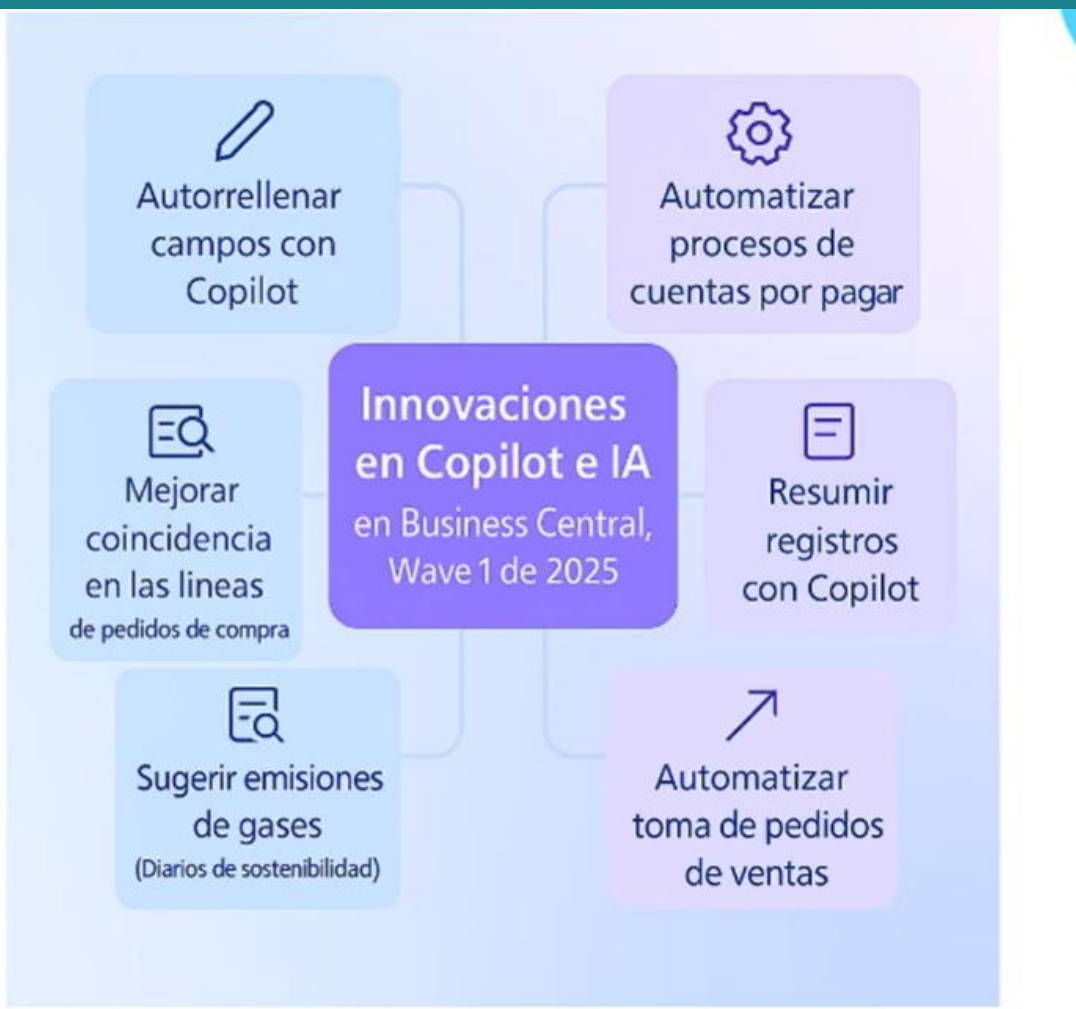 Autorrellenar
campos con
Copilot
Automatizar
procesos de
cuentas por pagar
Innovaciones
en Copilot e IA
en Business Central,
Wave 1 de 2025
Mejorar
coincidencia
en las lineas
de pedidos de compra
Resumir
registros
con Copilot
Sugerir emisiones
de gases
(Diarios de sostenibilidad)
Automatizar
toma de pedidos
de ventas